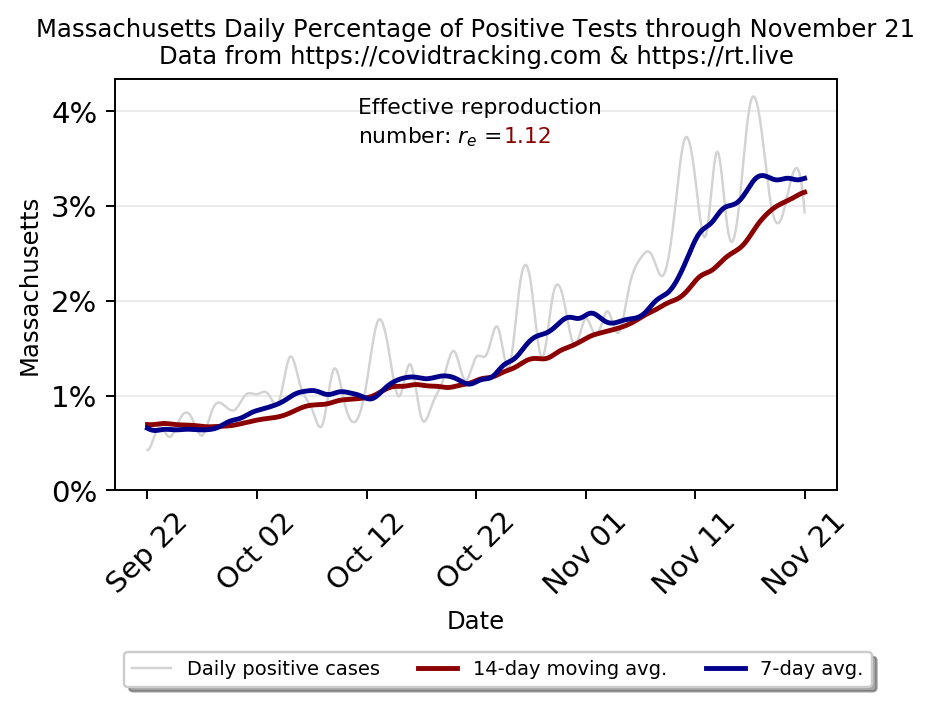 Massachusetts Daily Percentage of Positive Tests through November 21
Data from https://covidtracking.com & https://rt.live
Effective reproduction
number: re =1.12
Massachusetts
4%
3%
2%
1%
0%
Sep 22
Oct 02
Oct 12
Oct 22
Nov 01
Nov 11
Nov 21
Date
Daily positive cases
14-day moving avg.
7-day avg.